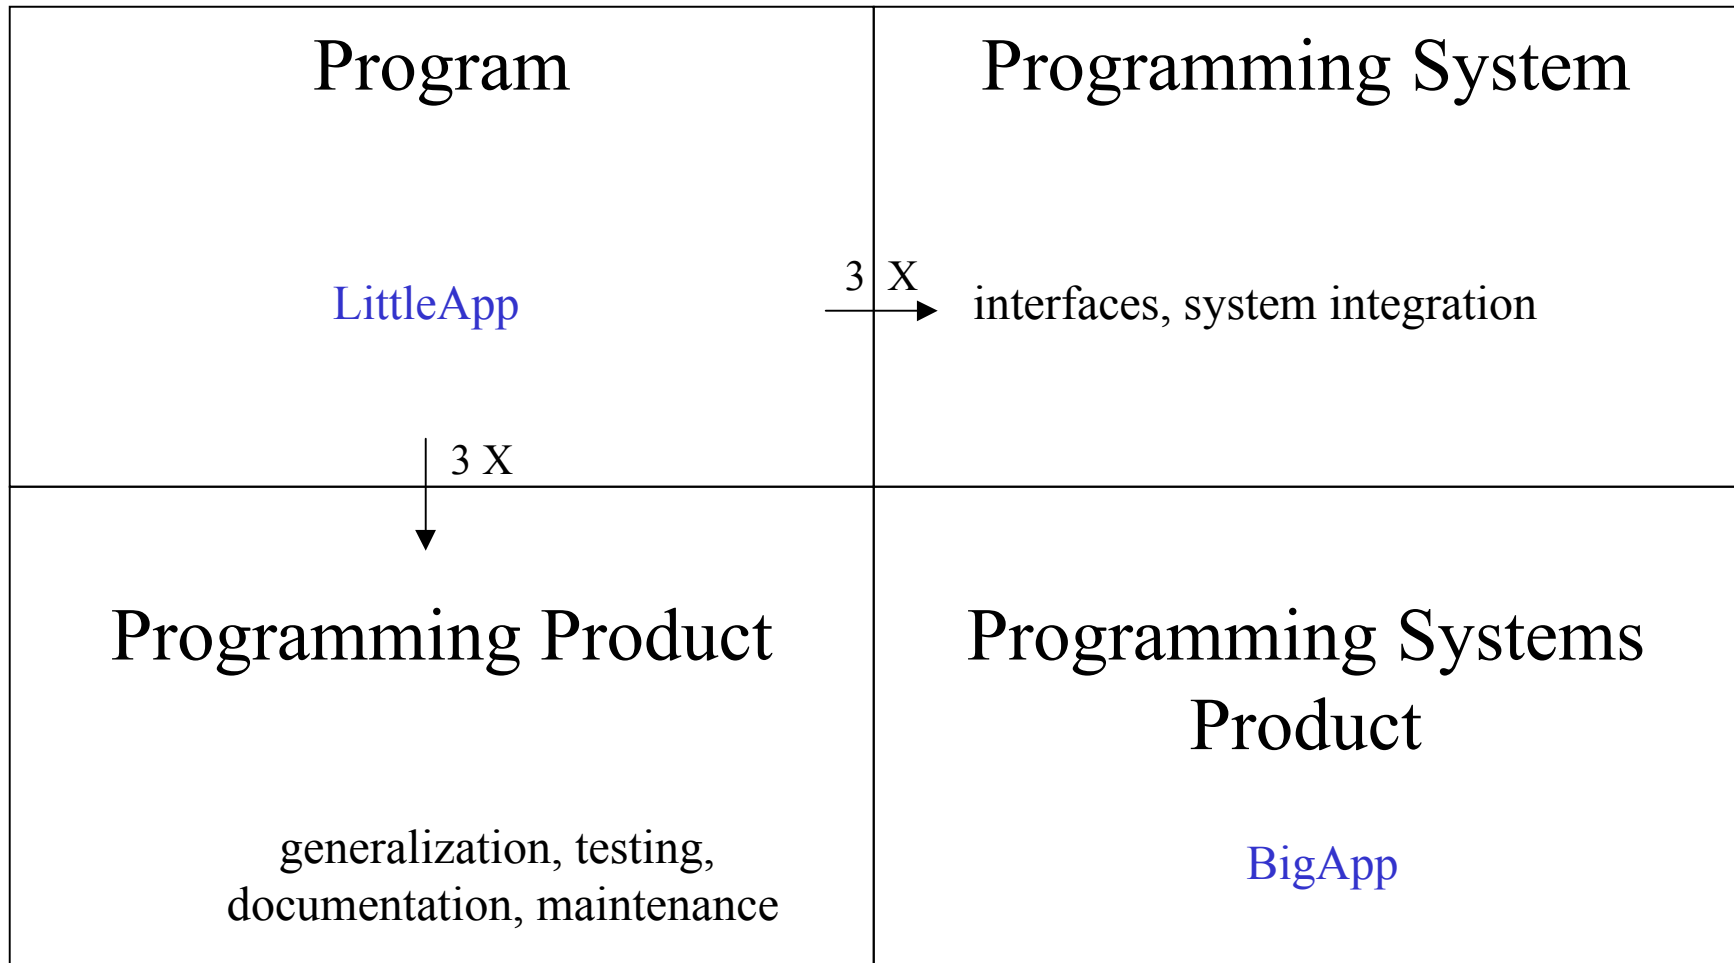 Program
Programming System
LittleApp
3 X
interfaces, system integration
3 X
Programming Product
Programming Systems
Product
generalization, testing,
documentation, maintenance
BigApp